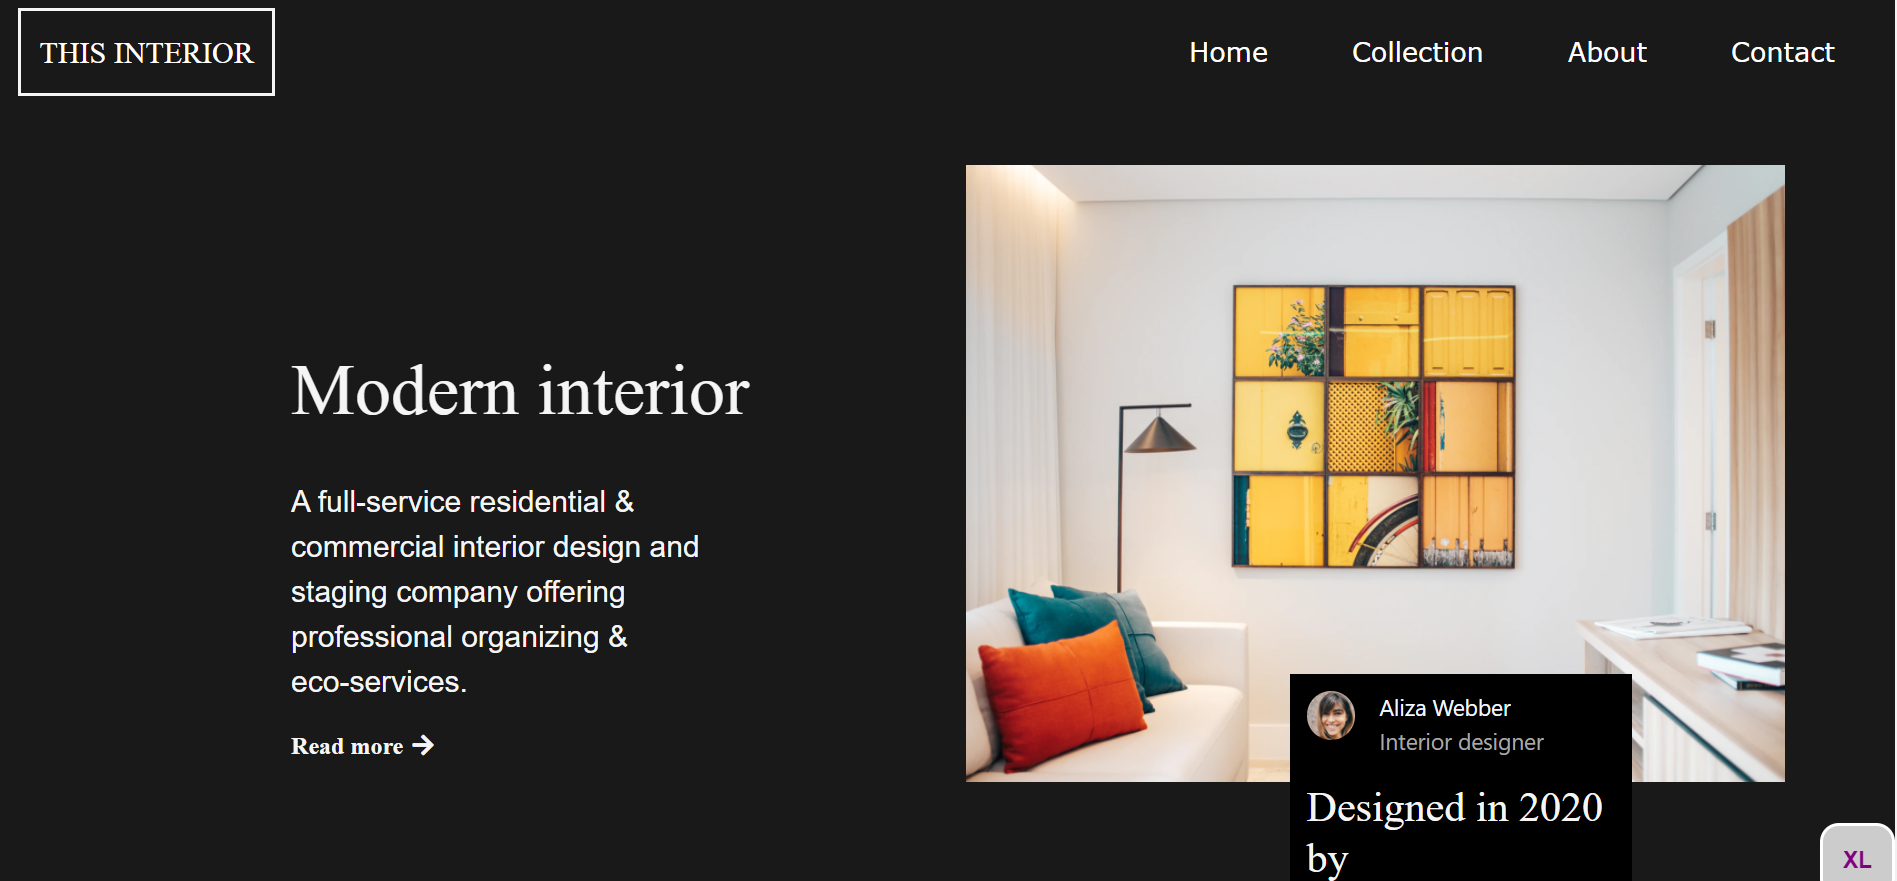 THIS INTERIOR
Home Collection About Contact
Modern interior
A full-service residential &
commercial interior design and
staging company offering
professional organizing &
eco-services.
Read more
Aliza Webber
Interior designer
Designed in 2020
by
XL